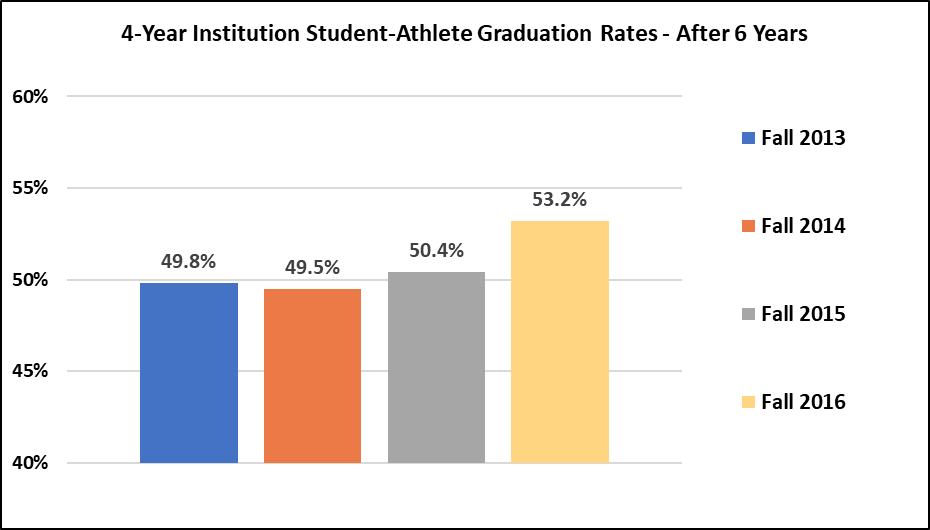 4-Year Institution Student-Athlete Graduation Rates - After 6 Years
60%
55%
50%
45%
40%
49.8%
49.5%
50.4%
53.2%
Fall 2013
Fall 2014
Fall 2015
Fall 2016